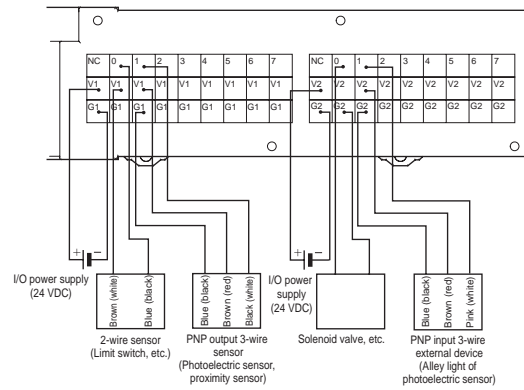 NC 0 1 2 3 4 5 6 7 NC 0 1 2 3 4 5 6 7
V1 V1 V1 V1 V1 V1 V1 V1 V1 V2 V2 V2 V2 V2 V2 V2 V2 V2
G1 G1 G1 G1 G1 G1 G1 G1 G1 G2 G2 G2 G2 G2 G2 G2 G2 G2
+ − + −
I/O power supply
(24 VDC)
Brown (white)
Blue (black)
2-wire sensor
(Limit switch, etc.)
Blue (black)
Brown (red)
Black (white)
PNP output 3-wire
sensor
(Photoelectric sensor,
proximity sensor)
I/O power
supply
(24 VDC)
Solenoid valve, etc.
Blue (black)
Brown (red)
Pink (white)
PNP input 3-wire
external device
(Alley light of
photoelectric sensor)